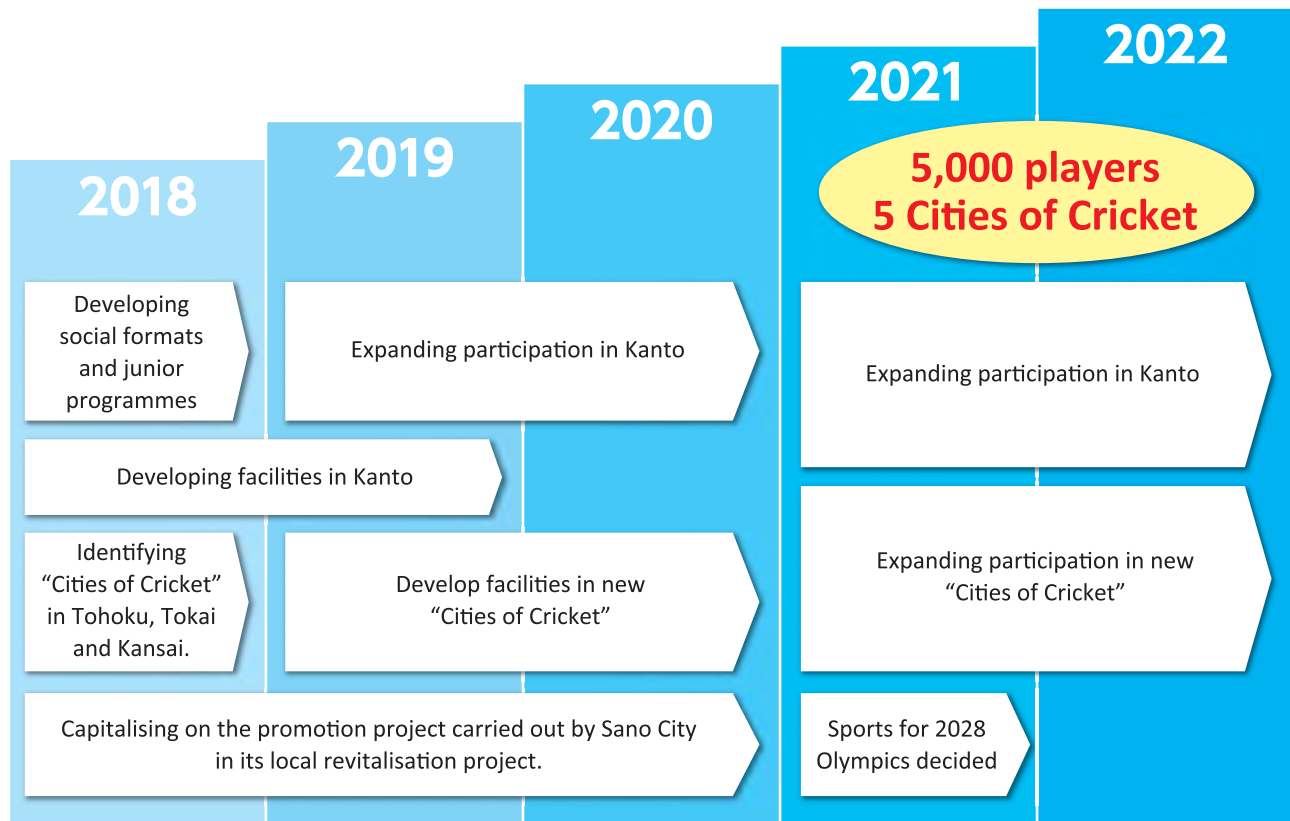 2018
2019
2020
2021
2022
5,000 players
5 Cities of Cricket
Developing
social formats
and junior
programmes
Expanding participation in Kanto
Expanding participation in Kanto
Developing facilities in Kanto
Identifying
“Cities of Cricket”
in Tohoku, Tokai
and Kansai.
Develop facilities in new
“Cities of Cricket”
Expanding participation in new
“Cities of Cricket”
Capitalising on the promotion project carried out by Sano City
in its local revitalisation project.
Sports for 2028
Olympics decided